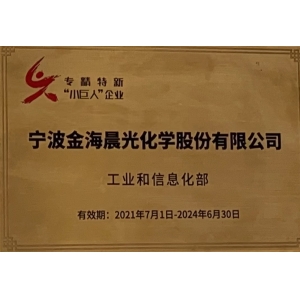 专精特新
“小巨人”企业
宁波金海晨光化学股份有限公司
工业和信息化部
有效期：2021年7月1日-2024年6月30日